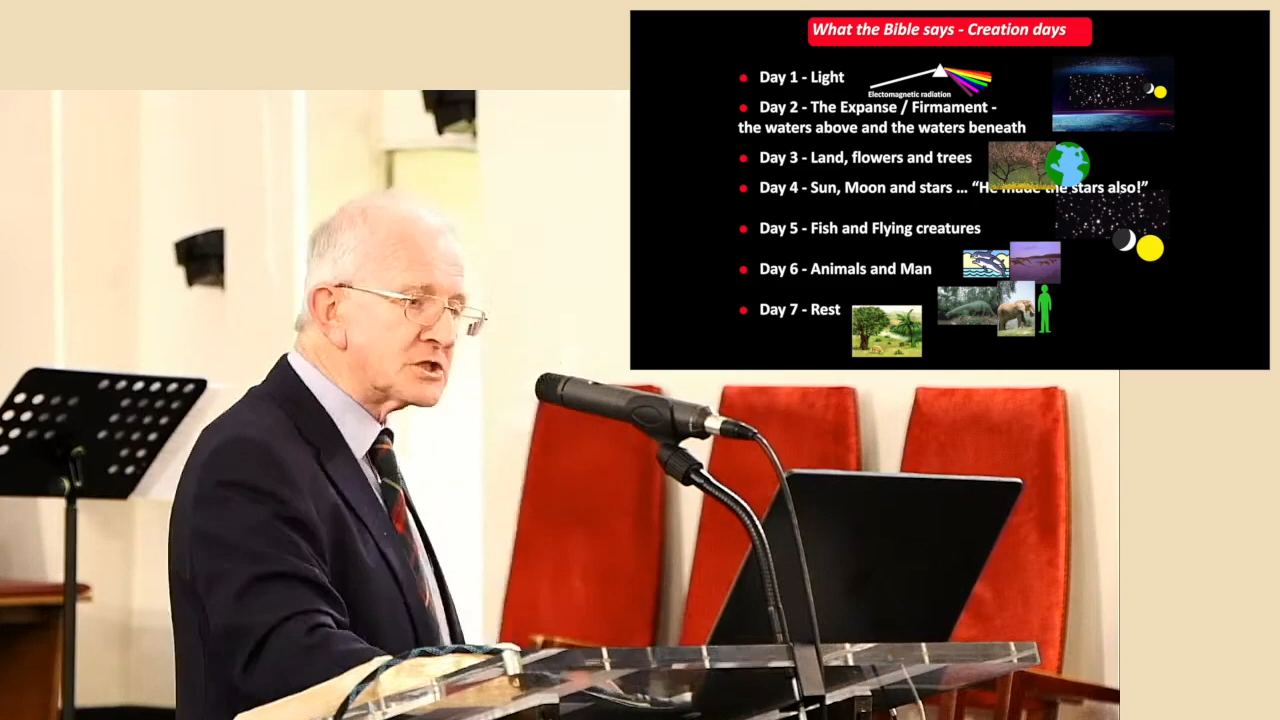 What the Bible says - Creation days
Day 1 - Light
Electomagnetic radiation
Day 2 - The Expanse / Firmament -
the waters above and the waters beneath
Day 3 - Land, flowers and trees
Day 4 - Sun, Moon and stars ... “He made the stars also!”
Day 5 - Fish and Flying creatures
Day 6 - Animals and Man
Day 7 - Rest